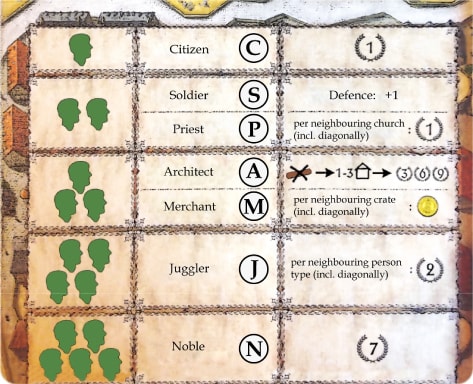 Citizen C 1
Soldier S Defence: +1
Priest P per neighbouring church : 1
(incl. diagonally)
Architect A 1-3 3 6 9
Merchant M per neighbouring crate :
(incl. diagonally)
Juggler J per neighbouring person : 2
type (incl. diagonally)
Noble N 7